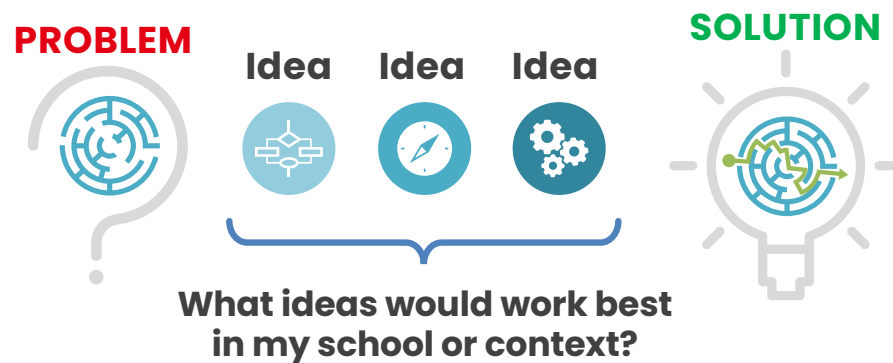 PROBLEM
Idea Idea Idea
SOLUTION
What ideas would work best
in my school or context?